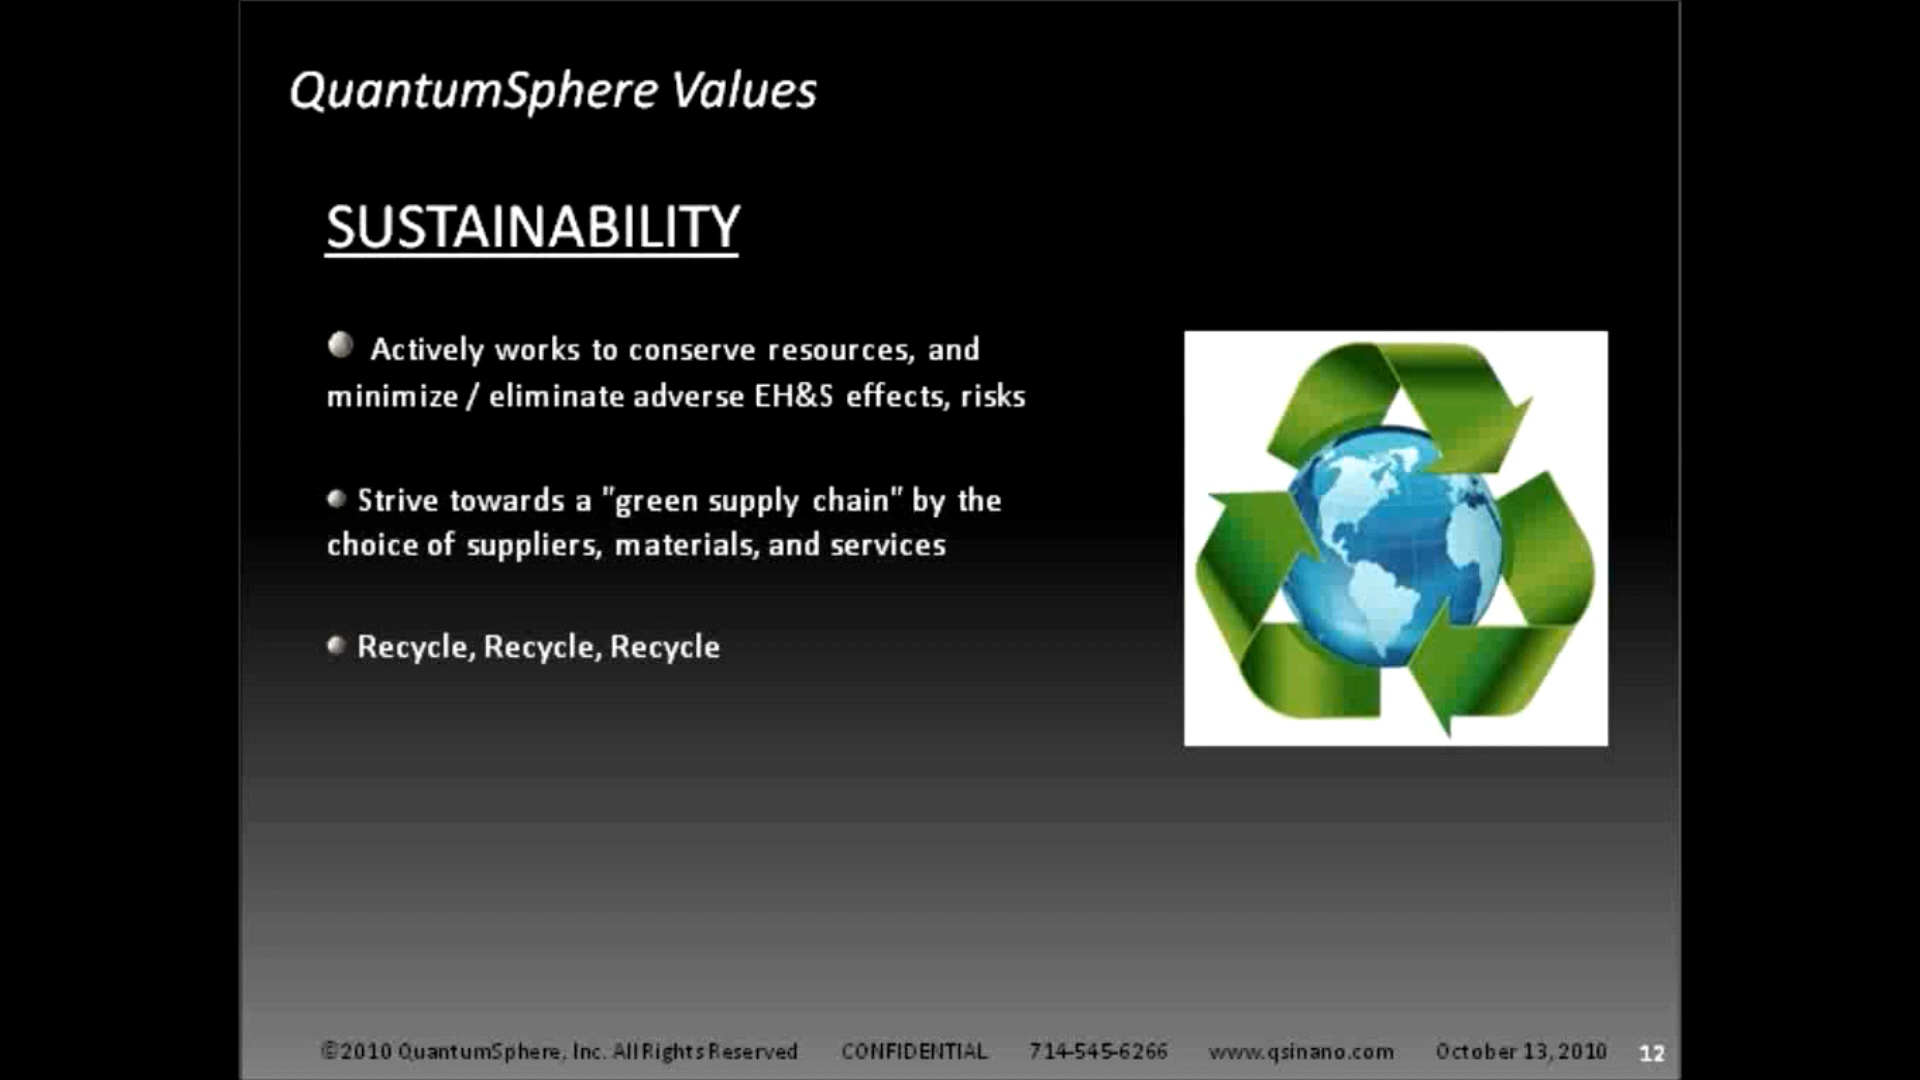 QuantumSphere Values
SUSTAINABILITY
Actively works to conserve resources, and
minimize / eliminate adverse EH&S effects, risks
Strive towards a "green supply chain" by the
choice of suppliers, materials, and services
Recycle, Recycle, Recycle
©2010 QuantumSphere, Inc. All Rights Reserved CONFIDENTIAL 714-545-6266 www.qsinano.com October 13, 2010 12